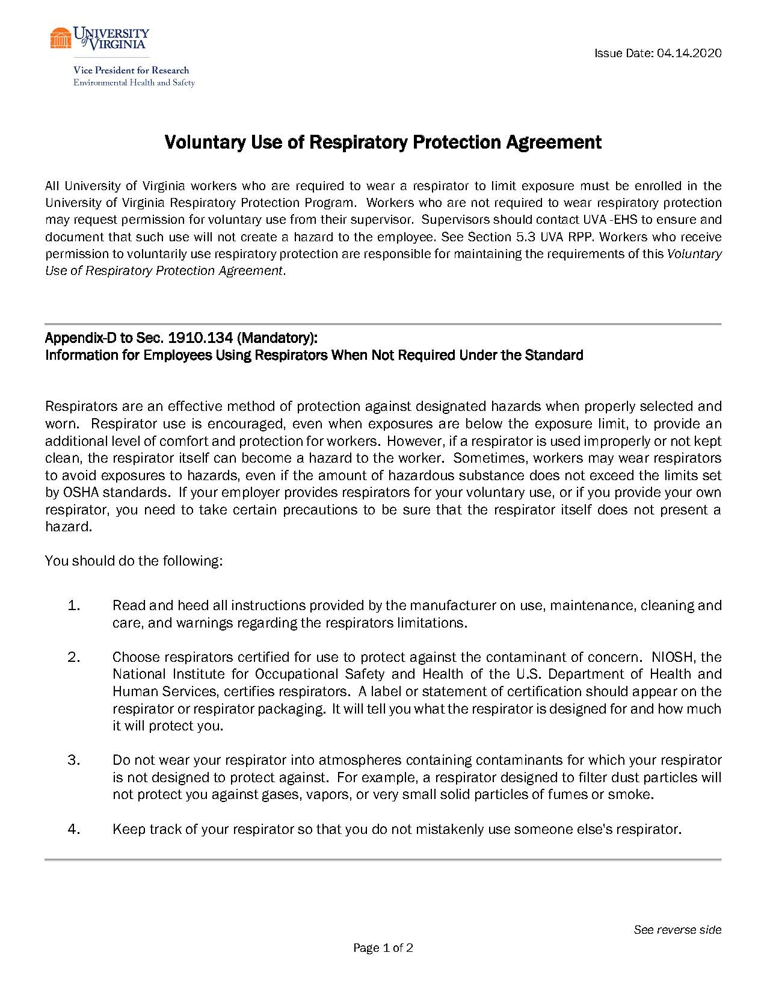 UNIVERSITY
of VIRGINIA
Issue Date: 04.14.2020
Vice President for Research
Environmental Health and Safety
Voluntary Use of Respiratory Protection Agreement
All University of Virginia workers who are required to wear a respirator to limit exposure must be enrolled in the
University of Virginia Respiratory Protection Program. Workers who are not required to wear respiratory protection
may request permission for voluntary use from their supervisor. Supervisors should contact UVA -EHS to ensure and
document that such use will not create a hazard to the employee. See Section 5.3 UVA RPP. Workers who receive
permission to voluntarily use respiratory protection are responsible for maintaining the requirements of this Voluntary
Use of Respiratory Protection Agreement.
Appendix-D to Sec. 1910.134 (Mandatory):
Information for Employees Using Respirators When Not Required Under the Standard
Respirators are an effective method of protection against designated hazards when properly selected and
worn. Respirator use is encouraged, even when exposures are below the exposure limit, to provide an
additional level of comfort and protection for workers. However, if a respirator is used improperly or not kept
clean, the respirator itself can become a hazard to the worker. Sometimes, workers may wear respirators
to avoid exposures to hazards, even if the amount of hazardous substance does not exceed the limits set
by OSHA standards. If your employer provides respirators for your voluntary use, or if you provide your own
respirator, you need to take certain precautions to be sure that the respirator itself does not present a
hazard.
You should do the following:
1. Read and heed all instructions provided by the manufacturer on use, maintenance, cleaning and
care, and warnings regarding the respirators limitations.
2. Choose respirators certified for use to protect against the contaminant of concern. NIOSH, the
National Institute for Occupational Safety and Health of the U.S. Department of Health and
Human Services, certifies respirators. A label or statement of certification should appear on the
respirator or respirator packaging. It will tell you what the respirator is designed for and how much
it will protect you.
3. Do not wear your respirator into atmospheres containing contaminants for which your respirator
is not designed to protect against. For example, a respirator designed to filter dust particles will
not protect you against gases, vapors, or very small solid particles of fumes or smoke.
4. Keep track of your respirator so that you do not mistakenly use someone else's respirator.
See reverse side
Page 1 of 2